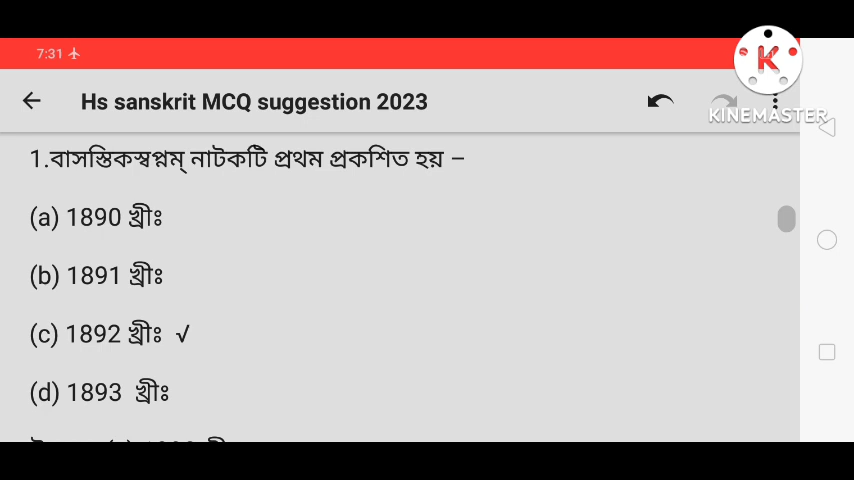 7:31
Hs sanskrit MCQ suggestion 2023
KINEMASTER
1.বাসস্তিকস্বপ্নম্ নাটকটি প্রথম প্রকশিত হয় –
(a) 1890 খ্রীঃ
(b) 1891 খ্রীঃ
(c) 1892 খ্রীঃ √
(d) 1893 খ্রীঃ